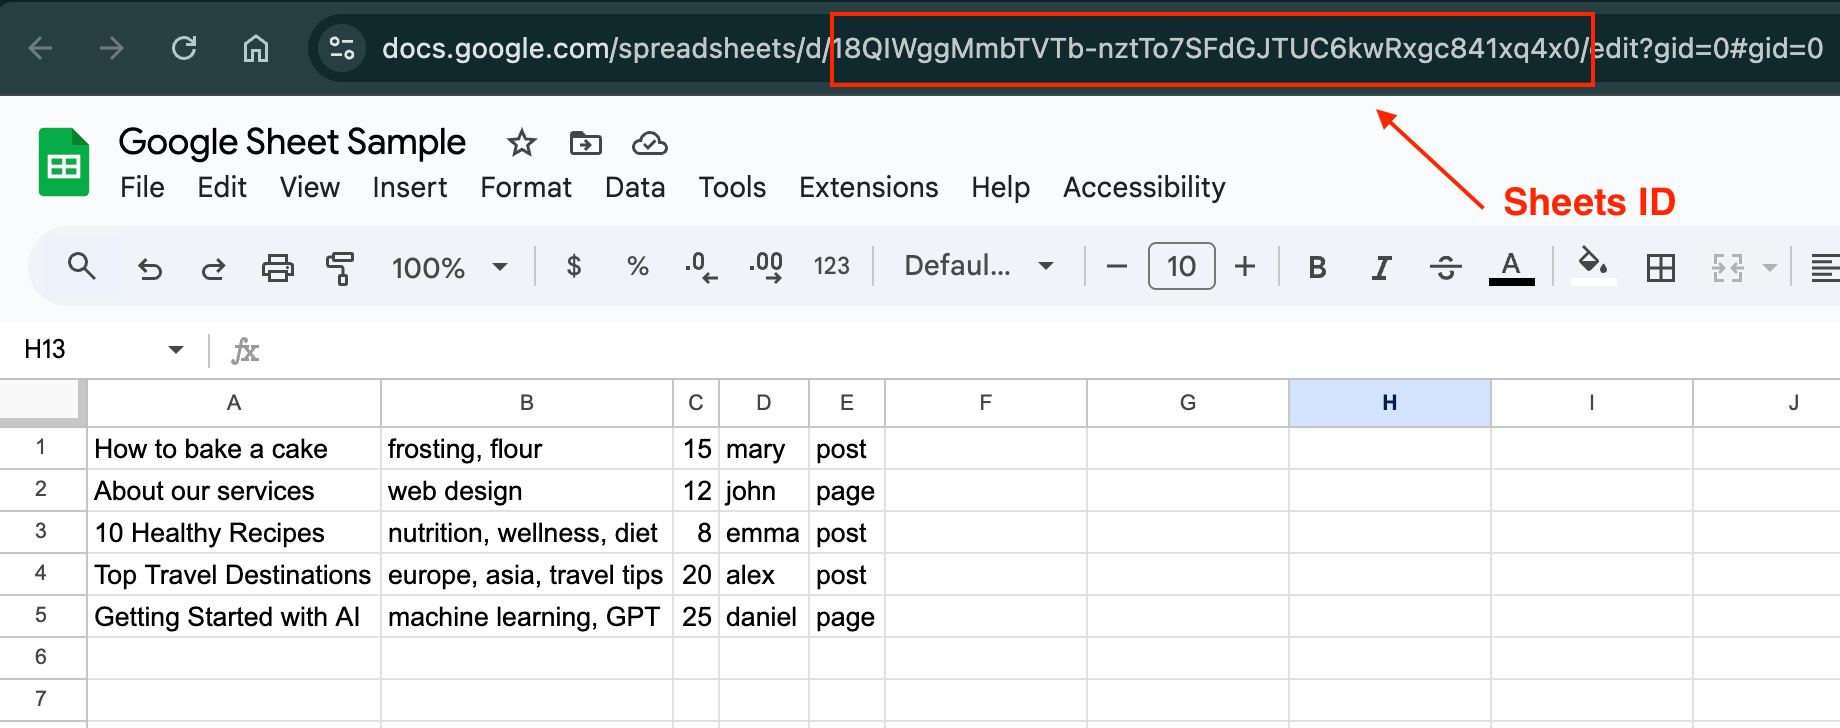 docs.google.com/spreadsheets/d/18QIWggMmbTVTb-nztTo7SFdGJTUC6kwRxgc841xq4x0/edit?gid=0#gid=0
Google Sheet Sample
File Edit View Insert Format Data Tools Extensions Help Accessibility
Sheets ID
100% $ % .0 .00 123 Defaul... 10 B I S A
H13 fx
A B C D E F G H I J
1 How to bake a cake frosting, flour 15 mary post
2 About our services web design 12 john page
3 10 Healthy Recipes nutrition, wellness, diet 8 emma post
4 Top Travel Destinations europe, asia, travel tips 20 alex post
5 Getting Started with AI machine learning, GPT 25 daniel page
6
7